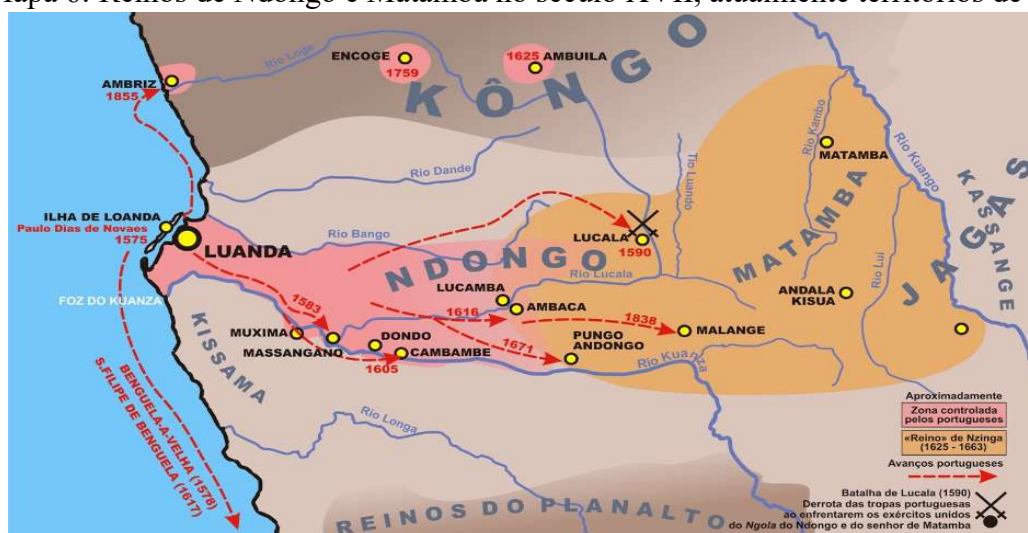 Mapa 6: Reinos de Ndongo e Matamba no século XVII, atualmente territórios de
Rio Loge
ENCOGE
1759
1625 AMBUILA
AMBRIZ
1855
KÔNGO
Rio Dande
Rio Kambo
MATAMBA
Rio Kuango
ILHA DE LOANDA
Paulo Dias de Novaes
1575
LUANDA
Rio Bango
LUCALA
1590
Tio Luando
MATAMBA
KASSANGE
JAGAS
NDONGO
Rio Lucala
Rio Lui
FOZ DO KUANZA
LUCAMBA
AMBACA
ANDALA
KISUA
1583
1616
1838
MALANGE
MUXIMA
MASSANGANO
DONDO
CAMBAMBE
1605
1671
PUNGO
ANDONGO
Rio Kuanza
KISSAMA
Rio Longa
BENGUELA-A-VELHA (1578)
S.FILIPE DE BENGUELA (1617)
REINOS DO PLANALTO
Aproximadamente
Zona controlada
pelos portugueses
«Reino» de Nzinga
(1625 - 1663)
Avanços portugueses
Batalha de Lucala (1590)
Derrota das tropas portuguesas
ao enfrentarem os exércitos unidos
do Ngola do Ndongo e do senhor de Matamba